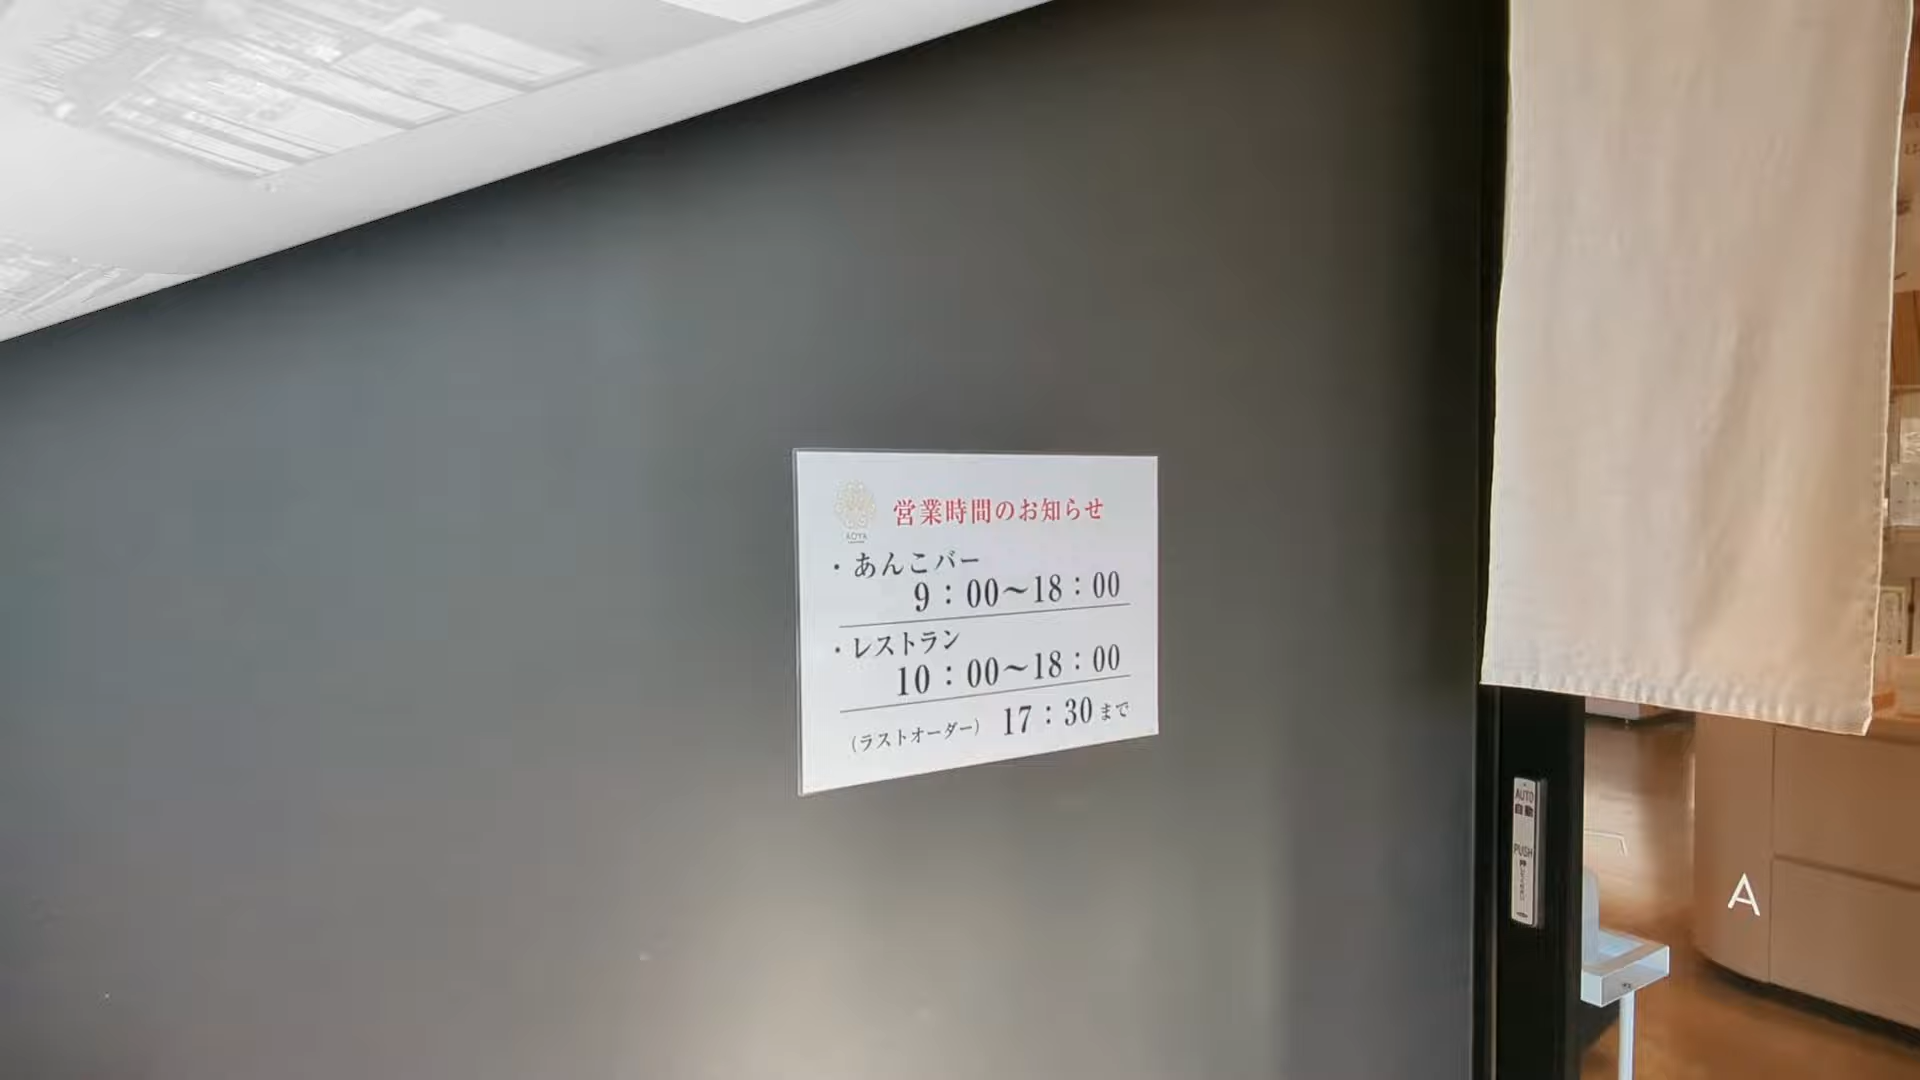 営業時間のお知らせ
AOYA
・あんこバー
9：00〜18：00
・レストラン
10：00〜18：00
（ラストオーダー） 17：30まで
AUTO
自動
PUSH
A